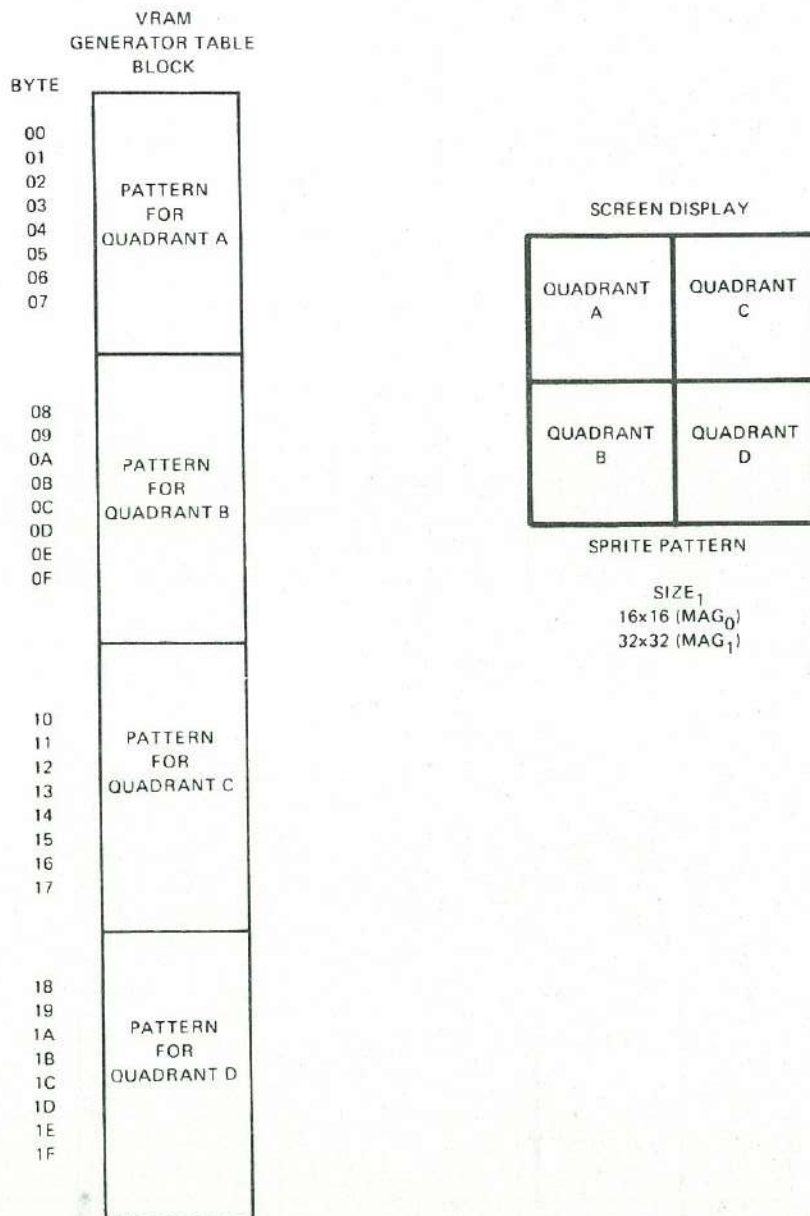 VRAM
GENERATOR TABLE
BLOCK
BYTE
00
01
02
03
04
05
06
07
PATTERN
FOR
QUADRANT A
08
09
0A
0B
0C
0D
0E
0F
PATTERN
FOR
QUADRANT B
10
11
12
13
14
15
16
17
PATTERN
FOR
QUADRANT C
18
19
1A
1B
1C
1D
1E
1F
PATTERN
FOR
QUADRANT D
SCREEN DISPLAY
QUADRANT
A
QUADRANT
C
QUADRANT
B
QUADRANT
D
SPRITE PATTERN
SIZE₁
16x16 (MAG₀)
32x32 (MAG₁)